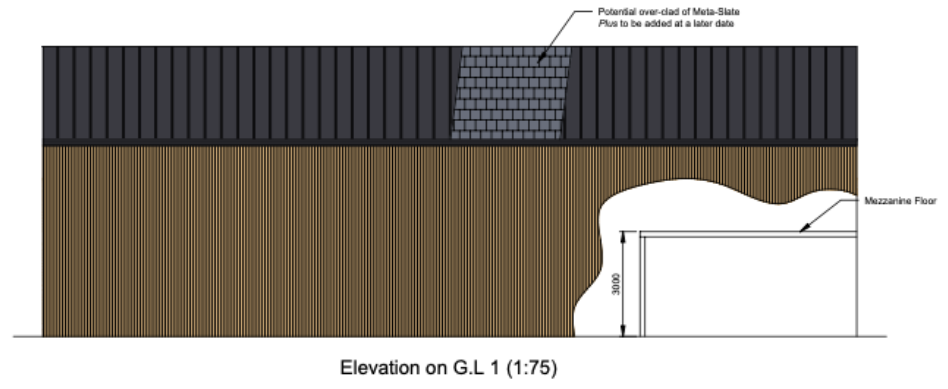 Potential over-clad of Meta-Slate
Plus to be added at a later date
Mezzanine Floor
3000
Elevation on G.L 1 (1:75)